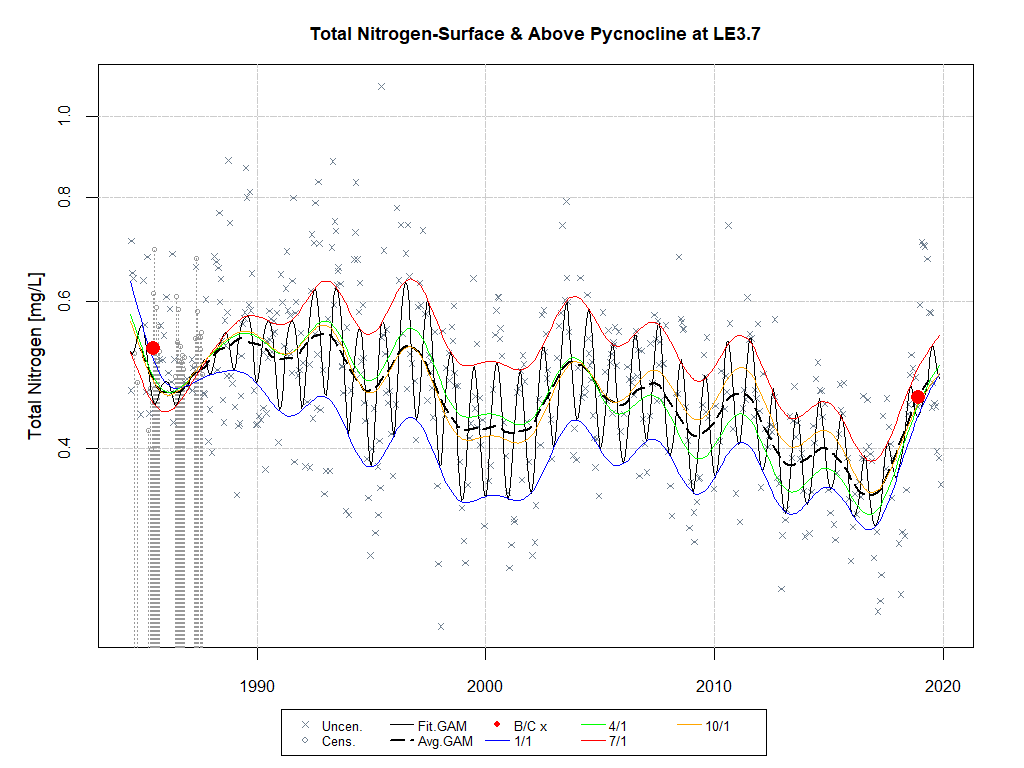 Total Nitrogen-Surface & Above Pycnocline at LE3.7
Total Nitrogen [mg/L]
1.0
0.8
0.6
0.4
1990 2000 2010 2020
Uncen. Fit.GAM B/C x 4/1 10/1
Cens. Avg.GAM 1/1 7/1